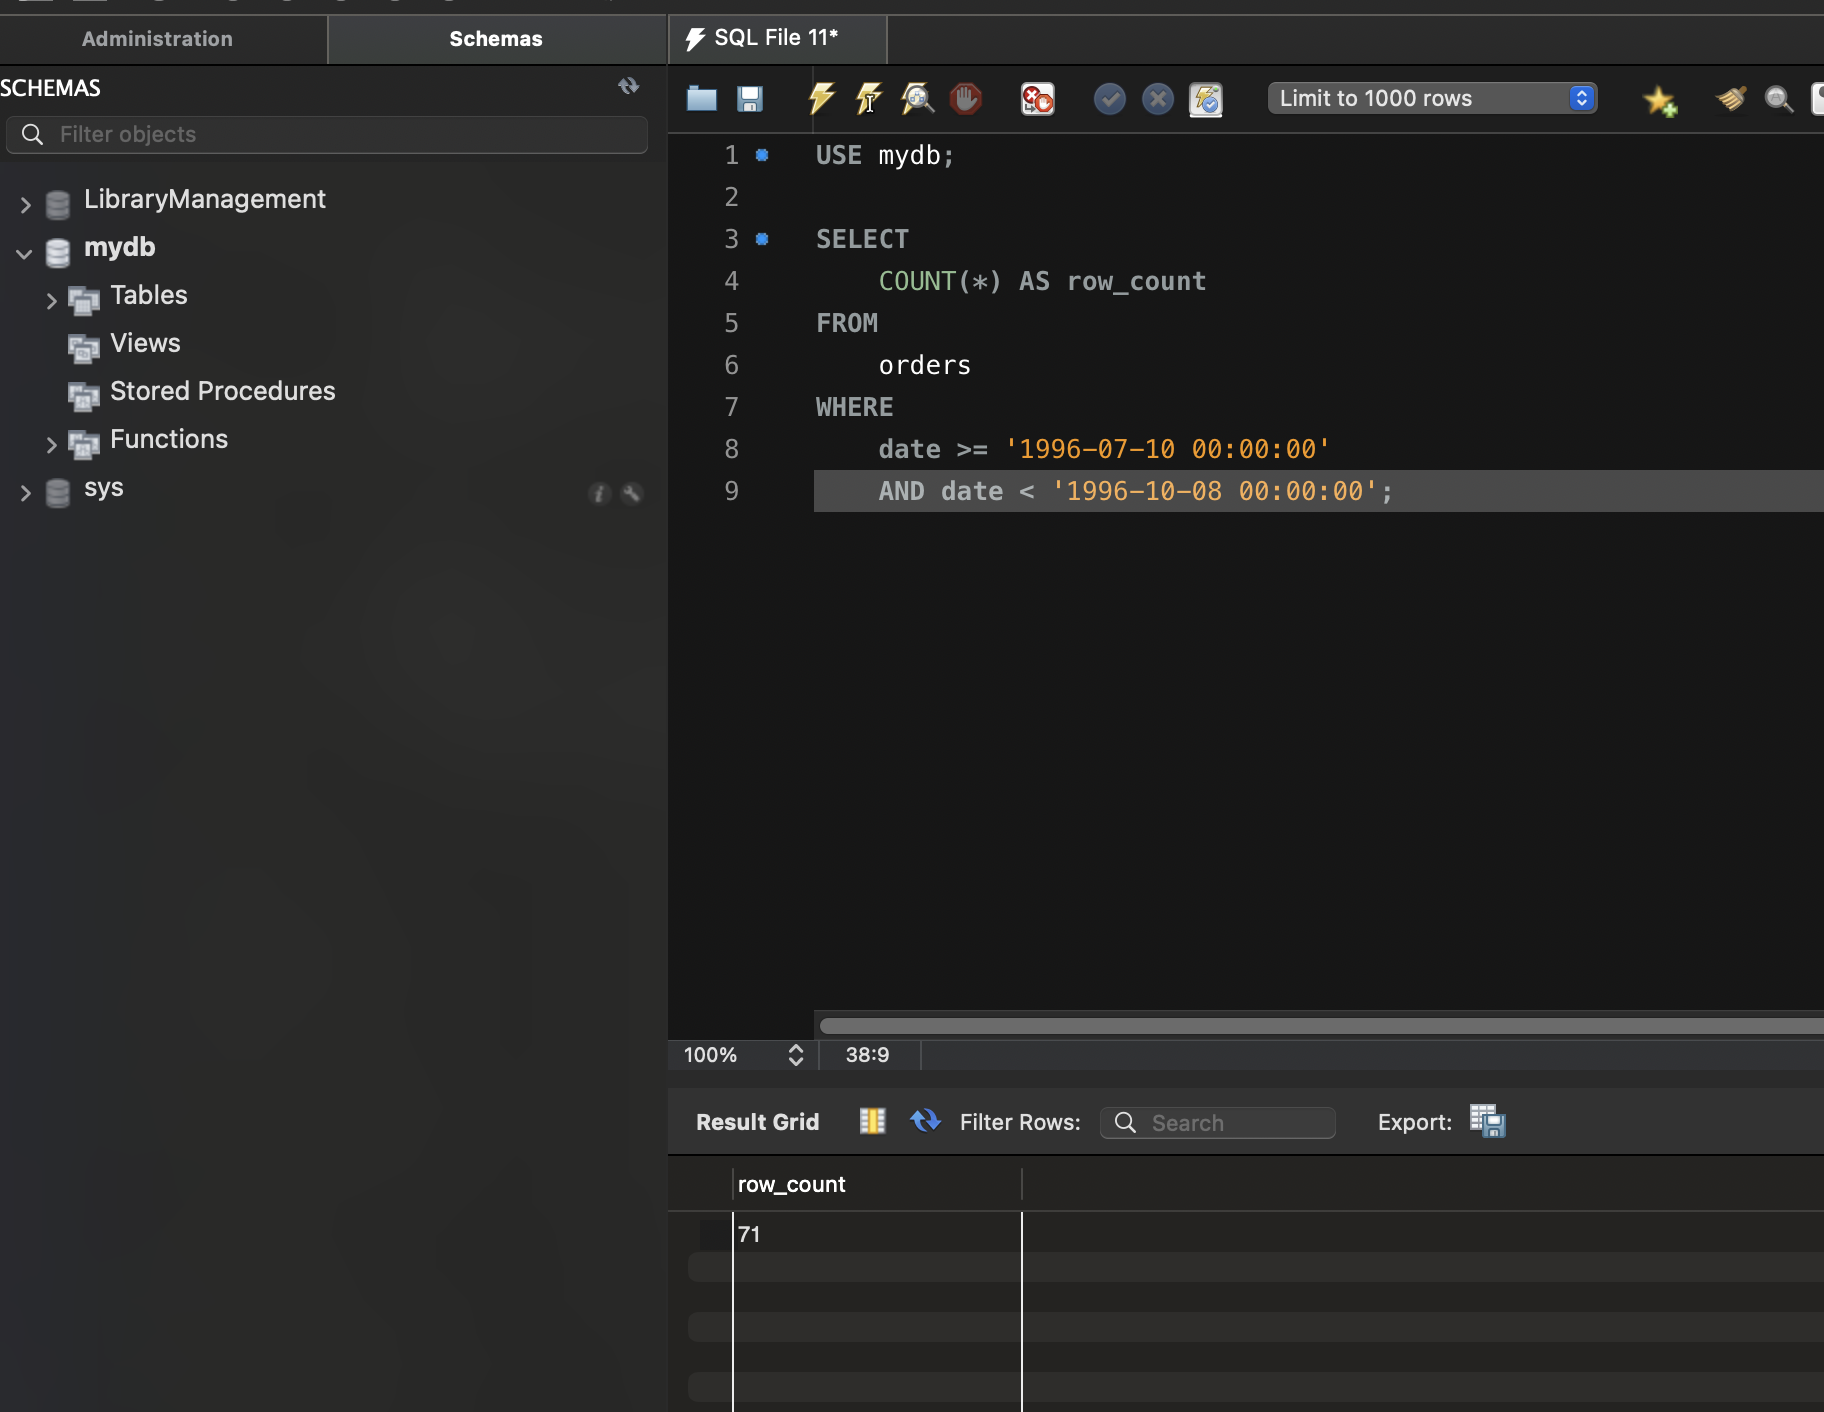 Administration
Schemas
SQL File 11*
SCHEMAS
Filter objects
LibraryManagement
mydb
Tables
Views
Stored Procedures
Functions
sys
Limit to 1000 rows
1 USE mydb;
2
3 SELECT
4 COUNT(*) AS row_count
5 FROM
6 orders
7 WHERE
8 date >= '1996-07-10 00:00:00'
9 AND date < '1996-10-08 00:00:00';
100%
38:9
Result Grid
Filter Rows:
Search
Export:
row_count
71